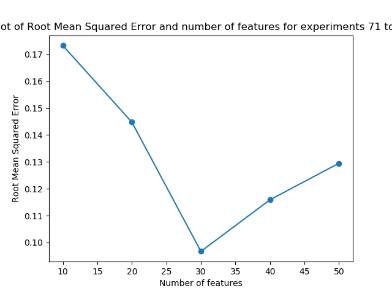 ot of Root Mean Squared Error and number of features for experiments 71 to
0.17
0.16
0.15
0.14
0.13
0.12
0.11
0.10
Root Mean Squared Error
10 15 20 25 30 35 40 45 50
Number of features